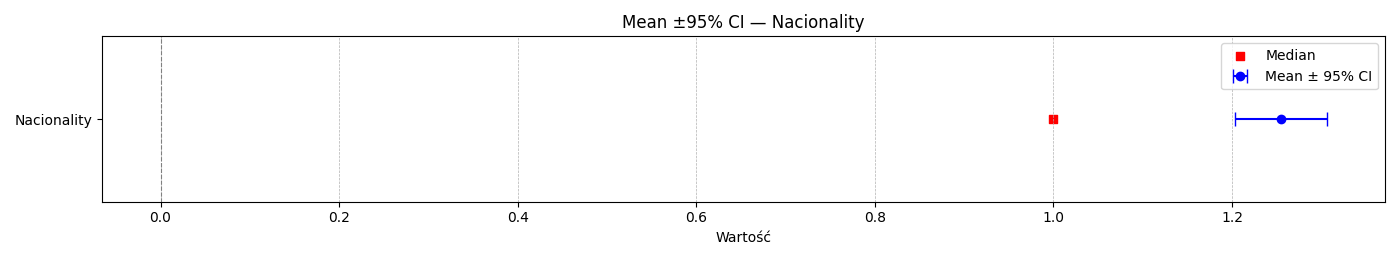 Mean ±95% CI — Nacionality
Median
Mean ± 95% CI
Nacionality
0.0 0.2 0.4 0.6 0.8 1.0 1.2
Wartość